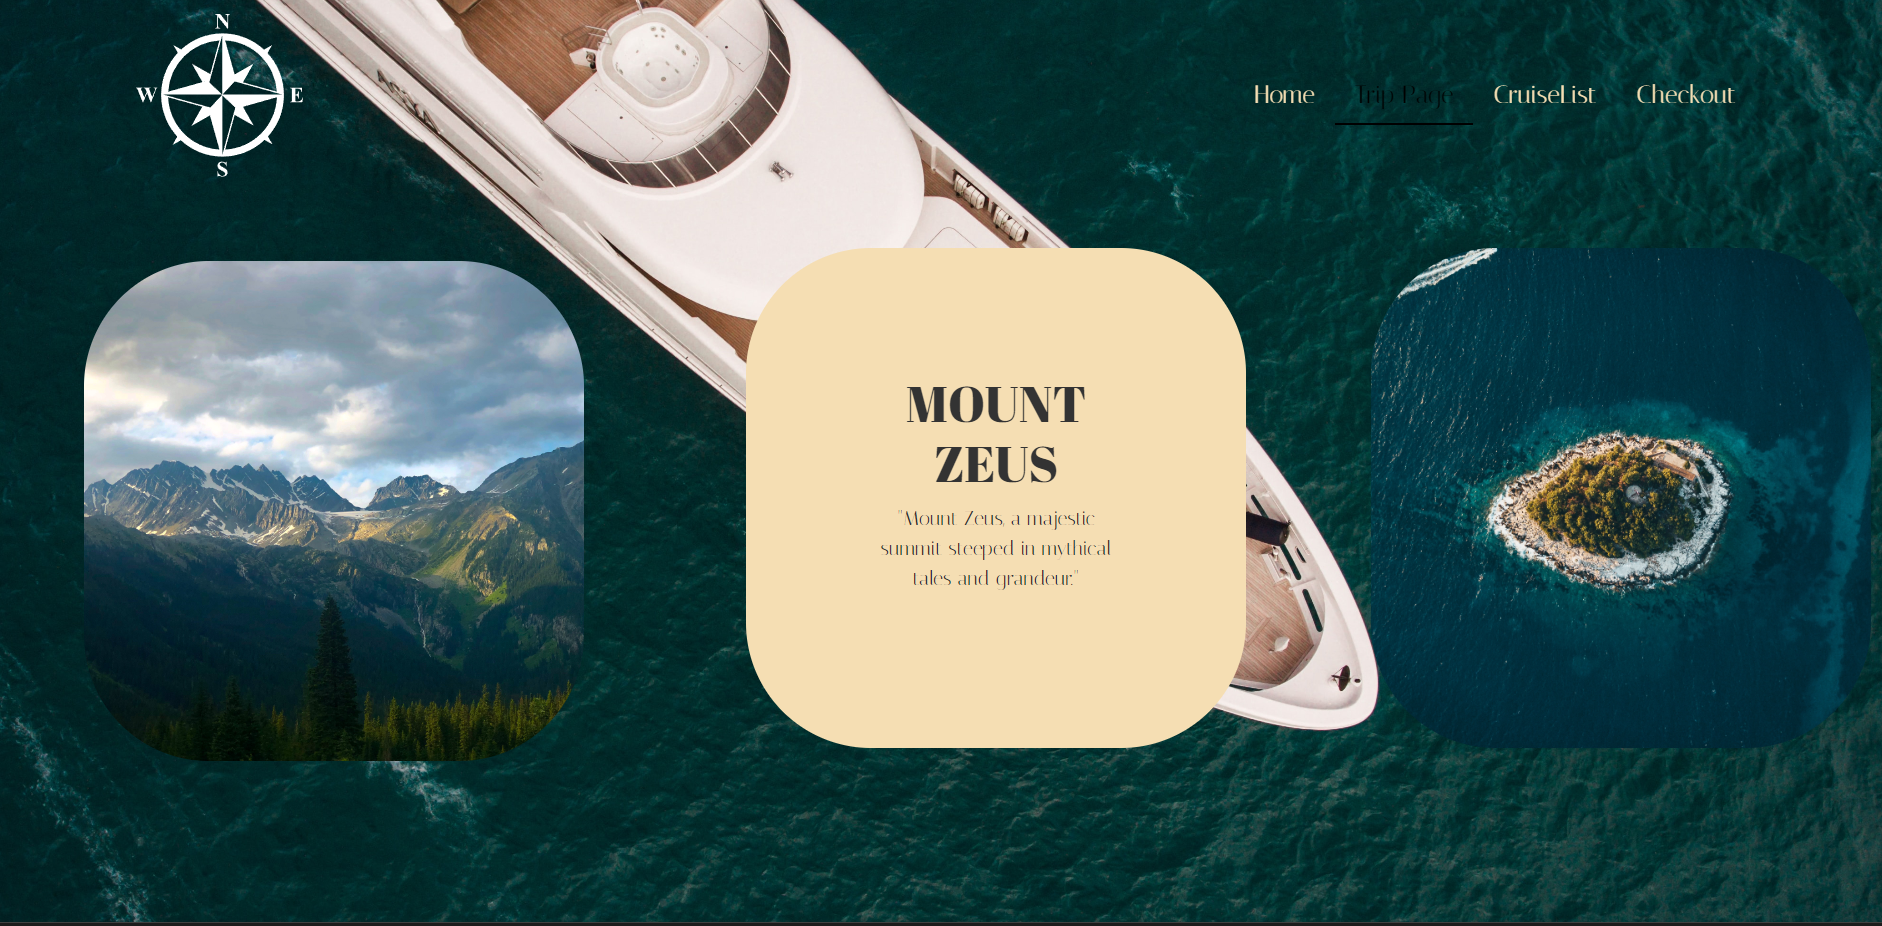 N
W E
S
Home Trip Page CruiseList Checkout
MOUNT
ZEUS
"Mount Zeus, a majestic
summit steeped in mythical
tales and grandeur."